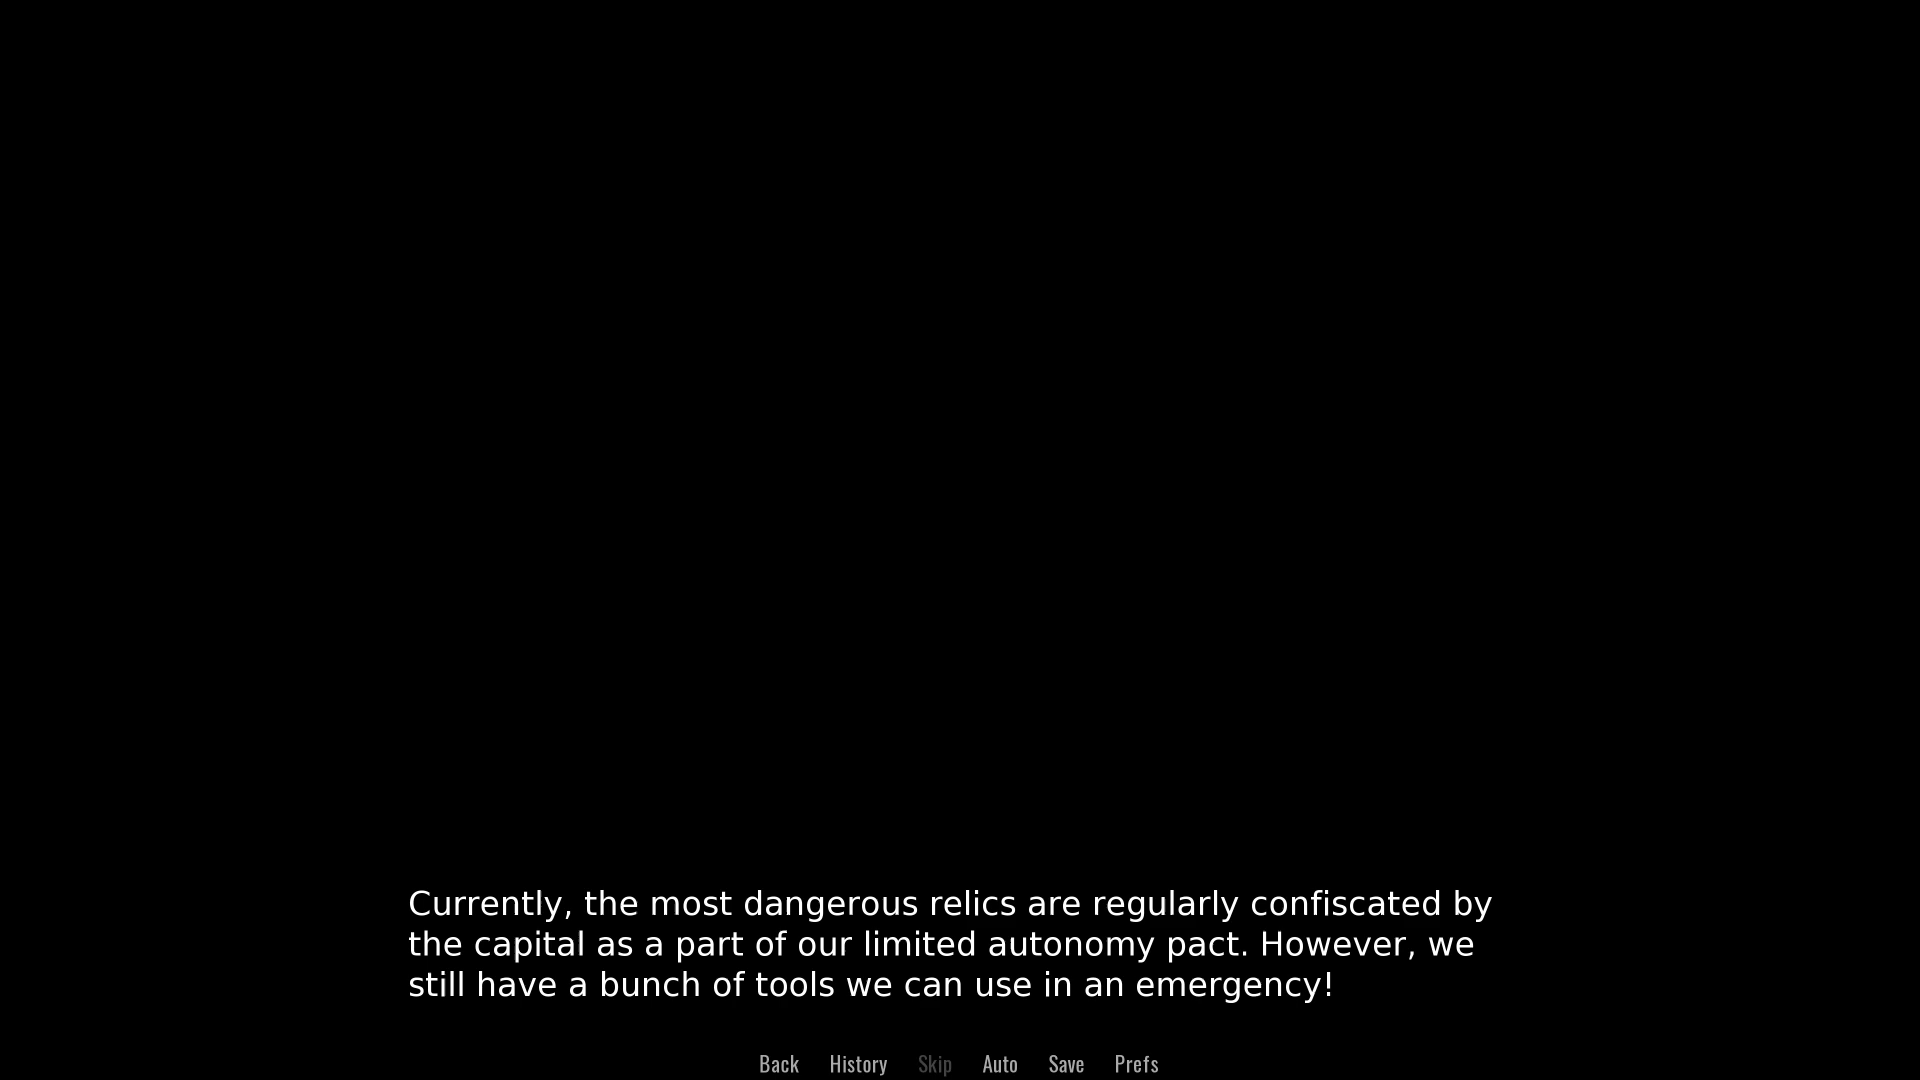 Currently, the most dangerous relics are regularly confiscated by
the capital as a part of our limited autonomy pact. However, we
still have a bunch of tools we can use in an emergency!
Back History Skip Auto Save Prefs